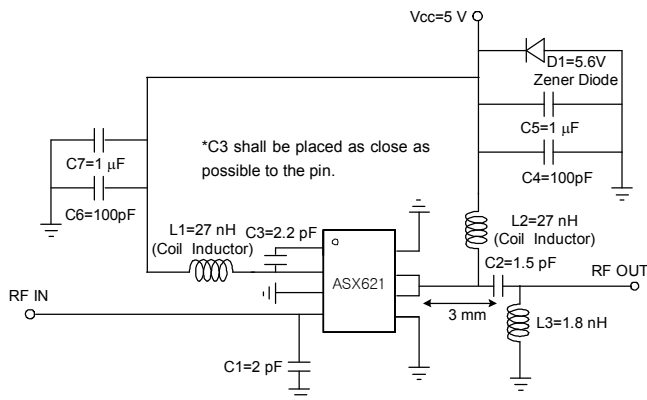 Vcc=5 V
D1=5.6V
Zener Diode
C5=1 μF
C4=100pF
*C3 shall be placed as close as
possible to the pin.
C7=1 μF
C6=100pF
L1=27 nH
(Coil Inductor)
C3=2.2 pF
L2=27 nH
(Coil Inductor)
ASX621
C2=1.5 pF
RF OUT
RF IN
3 mm
L3=1.8 nH
C1=2 pF